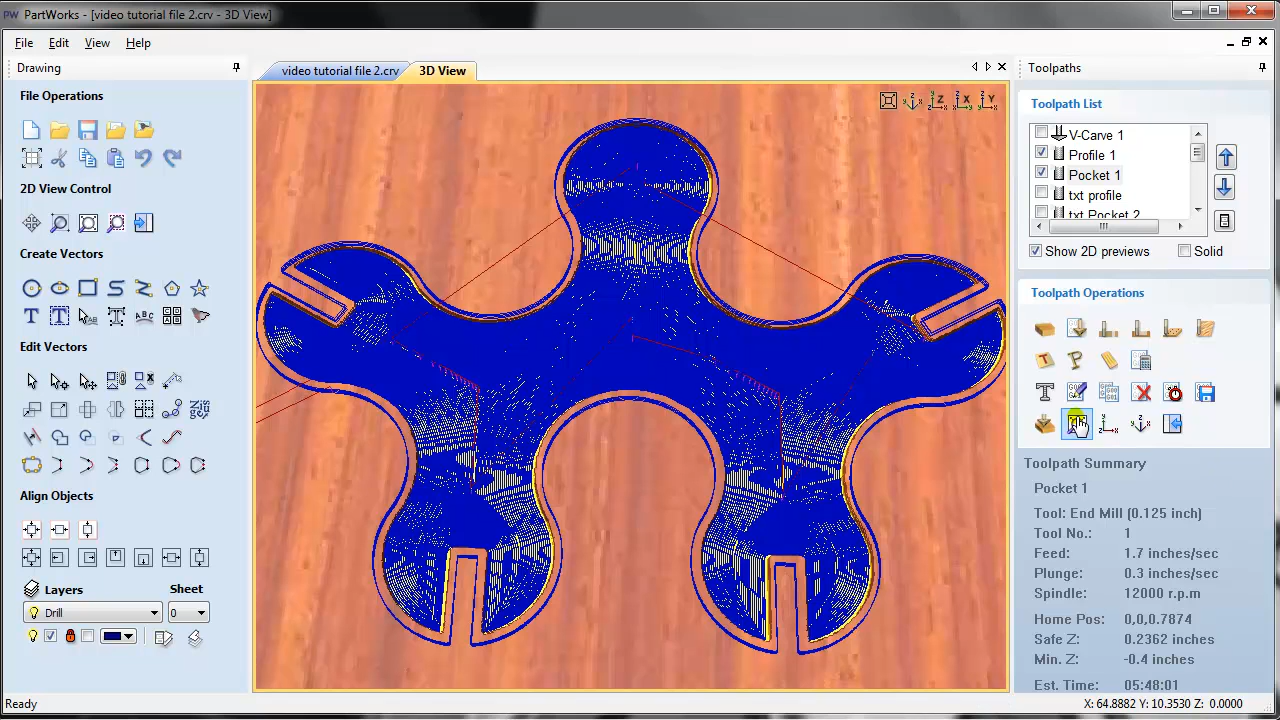 PW PartWorks - [video tutorial file 2.crv - 3D View]
File Edit View Help
Drawing
File Operations
2D View Control
Create Vectors
Edit Vectors
Align Objects
Layers Sheet
Drill 0
video tutorial file 2.crv 3D View
Toolpaths
Toolpath List
V-Carve 1
Profile 1
Pocket 1
txt profile
txt Pocket 2
Show 2D previews Solid
Toolpath Operations
Toolpath Summary
Pocket 1
Tool: End Mill (0.125 inch)
Tool No.: 1
Feed: 1.7 inches/sec
Plunge: 0.3 inches/sec
Spindle: 12000 r.p.m
Home Pos: 0,0,0.7874
Safe Z: 0.2362 inches
Min. Z: -0.4 inches
Est. Time: 05:48:01
Ready X: 64.8882 Y: 10.3530 Z: 0.0000